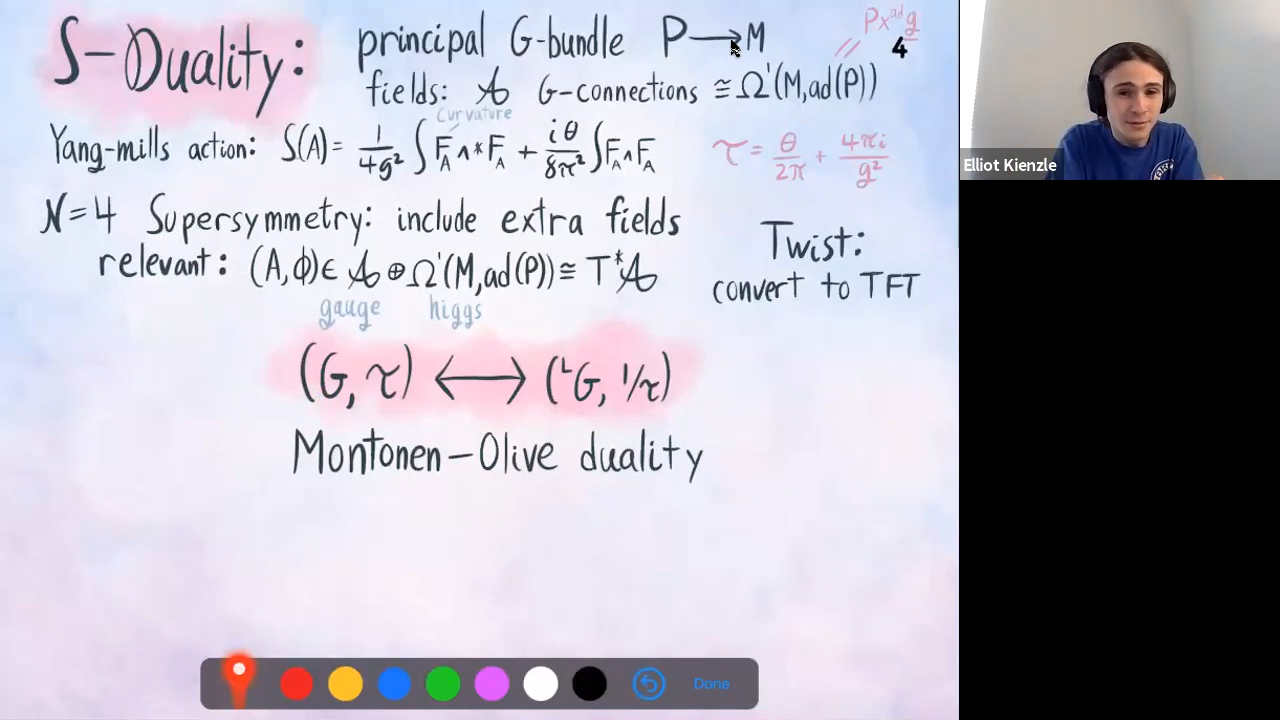 S-Duality: principal G-bundle P→M
P×ᵃᵈg
4
fields: 𝒜 G-connections ≅ Ω¹(M,ad(P))
curvature
Yang-mills action: S(A) = 1/4g² ∫F_A∧*F_A + iθ/8π² ∫F_A∧F_A τ = θ/2π + 4πi/g²
N=4 Supersymmetry: include extra fields
relevant: (A,ϕ)∈ 𝒜⊕Ω¹(M,ad(P)) ≅ T*𝒜
gauge higgs
Twist:
convert to TFT
(G, τ) ⟷ (ᴸG, 1/τ)
Montonen-Olive duality
Done
Elliot Kienzle